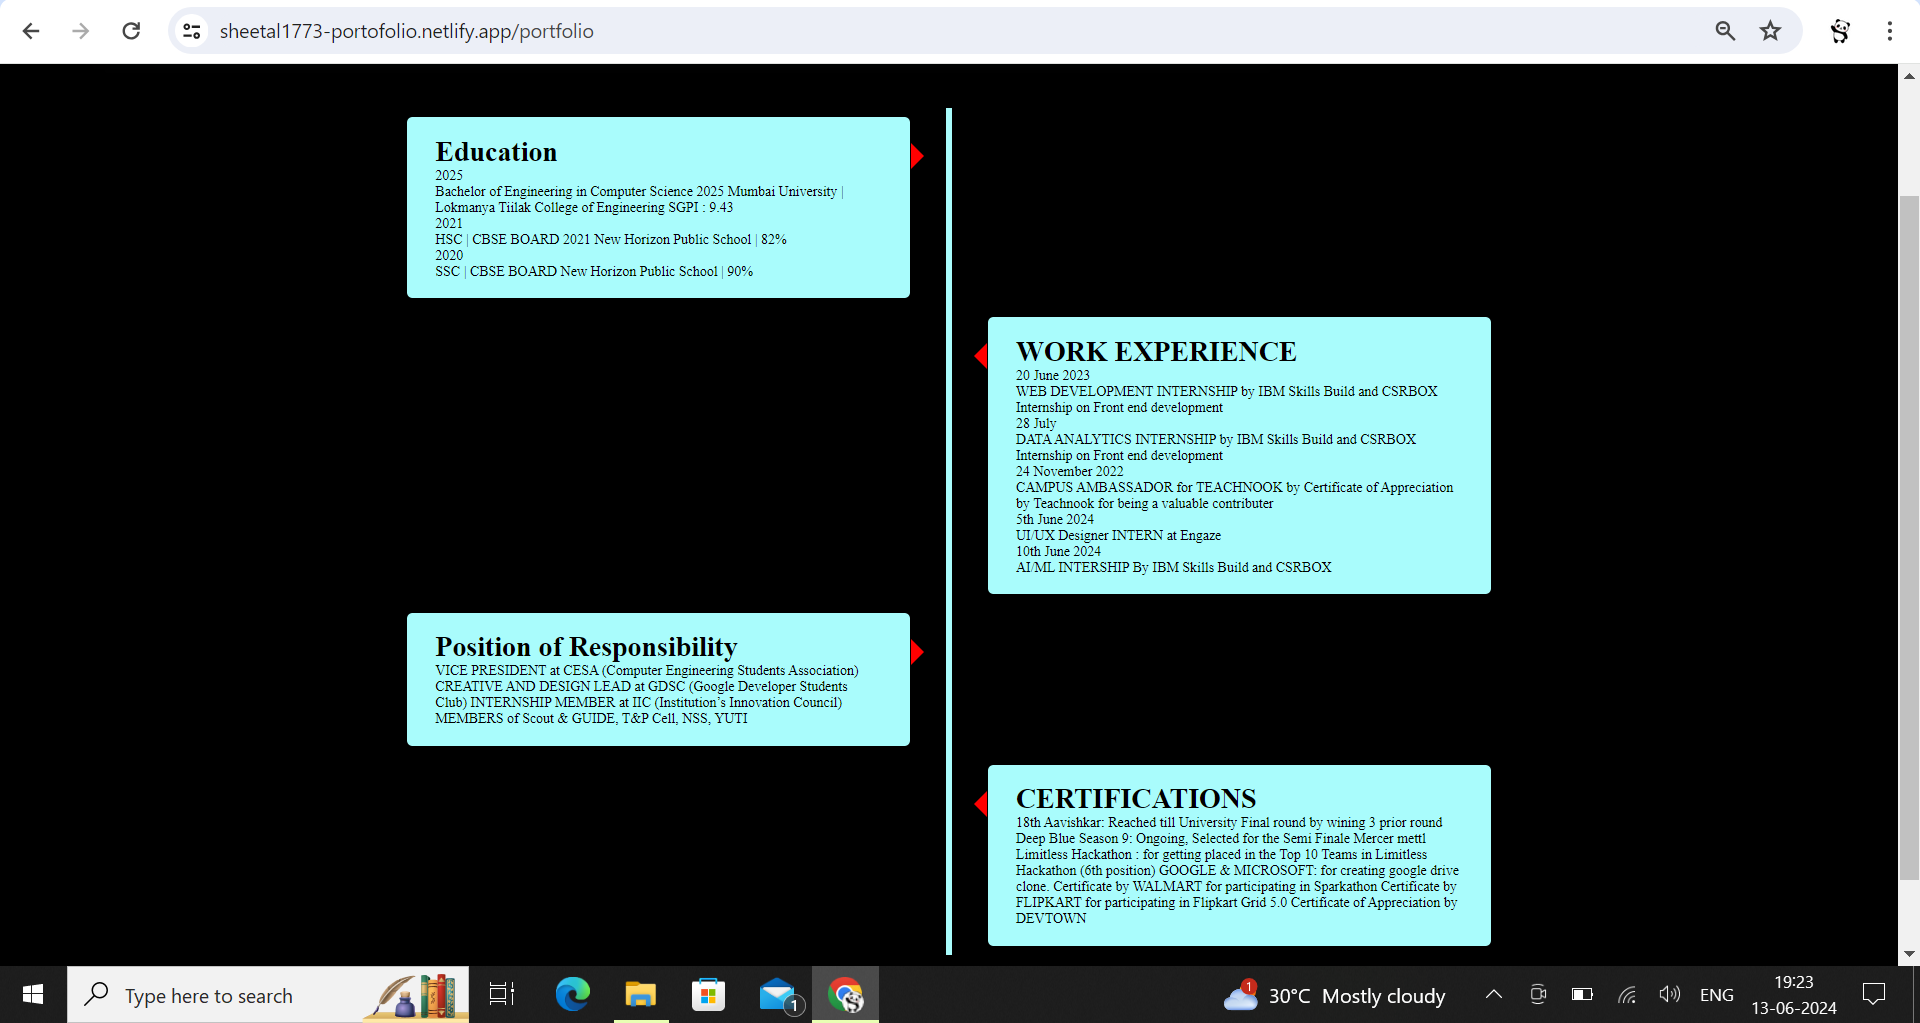 sheetal1773-portofolio.netlify.app/portfolio
Education
2025
Bachelor of Engineering in Computer Science 2025 Mumbai University |
Lokmanya Tiilak College of Engineering SGPI : 9.43
2021
HSC | CBSE BOARD 2021 New Horizon Public School | 82%
2020
SSC | CBSE BOARD New Horizon Public School | 90%
WORK EXPERIENCE
20 June 2023
WEB DEVELOPMENT INTERNSHIP by IBM Skills Build and CSRBOX
Internship on Front end development
28 July
DATA ANALYTICS INTERNSHIP by IBM Skills Build and CSRBOX
Internship on Front end development
24 November 2022
CAMPUS AMBASSADOR for TEACHNOOK by Certificate of Appreciation
by Teachnook for being a valuable contributer
5th June 2024
UI/UX Designer INTERN at Engaze
10th June 2024
AI/ML INTERSHIP By IBM Skills Build and CSRBOX
Position of Responsibility
VICE PRESIDENT at CESA (Computer Engineering Students Association)
CREATIVE AND DESIGN LEAD at GDSC (Google Developer Students
Club) INTERNSHIP MEMBER at IIC (Institution’s Innovation Council)
MEMBERS of Scout & GUIDE, T&P Cell, NSS, YUTI
CERTIFICATIONS
18th Aavishkar: Reached till University Final round by wining 3 prior round
Deep Blue Season 9: Ongoing, Selected for the Semi Finale Mercer mettl
Limitless Hackathon : for getting placed in the Top 10 Teams in Limitless
Hackathon (6th position) GOOGLE & MICROSOFT: for creating google drive
clone. Certificate by WALMART for participating in Sparkathon Certificate by
FLIPKART for participating in Flipkart Grid 5.0 Certificate of Appreciation by
DEVTOWN
Type here to search
1
1
30°C Mostly cloudy
ENG
19:23
13-06-2024